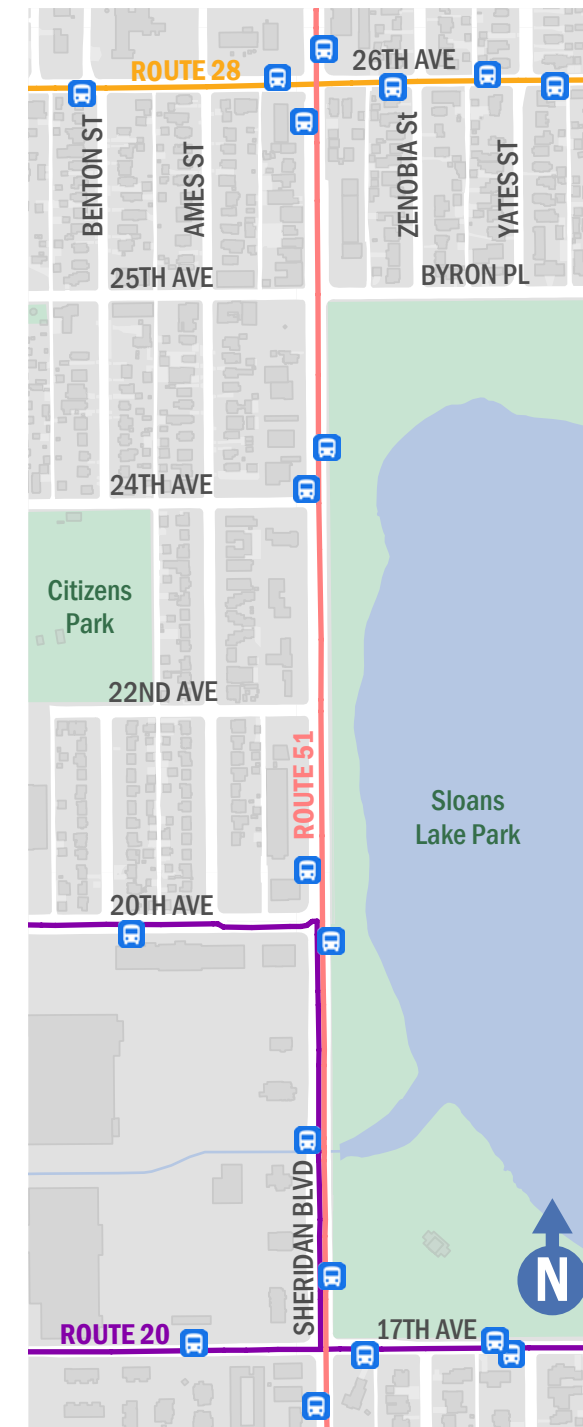 26TH AVE
ROUTE 28
BENTON ST
AMES ST
ZENOBIA St
YATES ST
25TH AVE
BYRON PL
24TH AVE
Citizens
Park
22ND AVE
ROUTE 51
Sloans
Lake Park
20TH AVE
SHERIDAN BLVD
N
17TH AVE
ROUTE 20